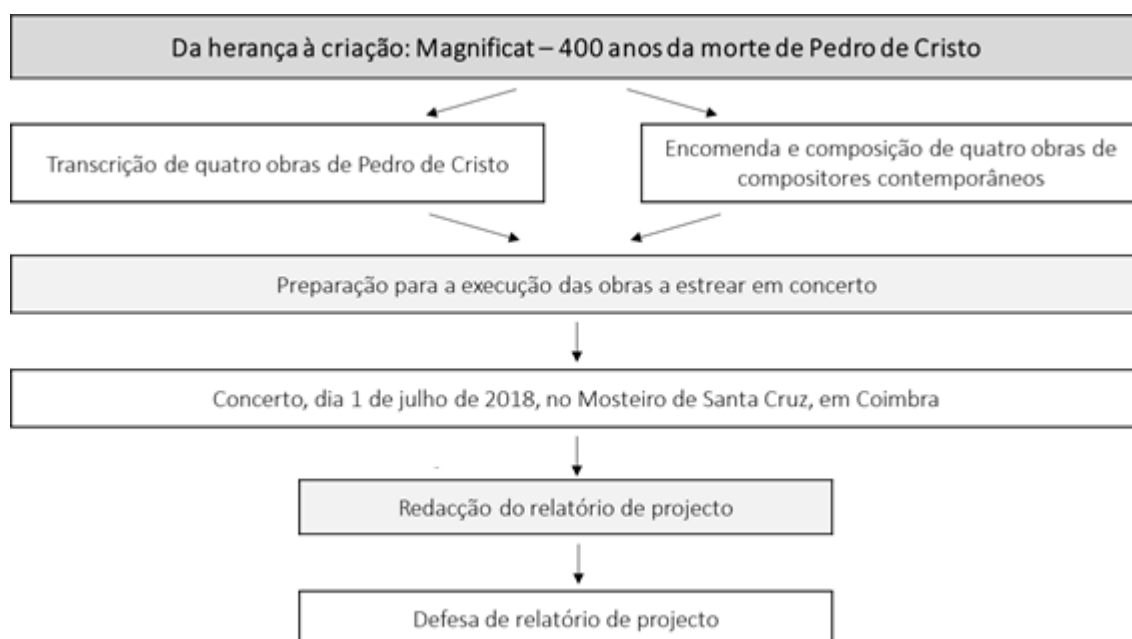 Da herança à criação: Magnificat – 400 anos da morte de Pedro de Cristo
Transcrição de quatro obras de Pedro de Cristo
Encomenda e composição de quatro obras de
compositores contemporâneos
Preparação para a execução das obras a estrear em concerto
Concerto, dia 1 de julho de 2018, no Mosteiro de Santa Cruz, em Coimbra
Redacção do relatório de projecto
Defesa de relatório de projecto